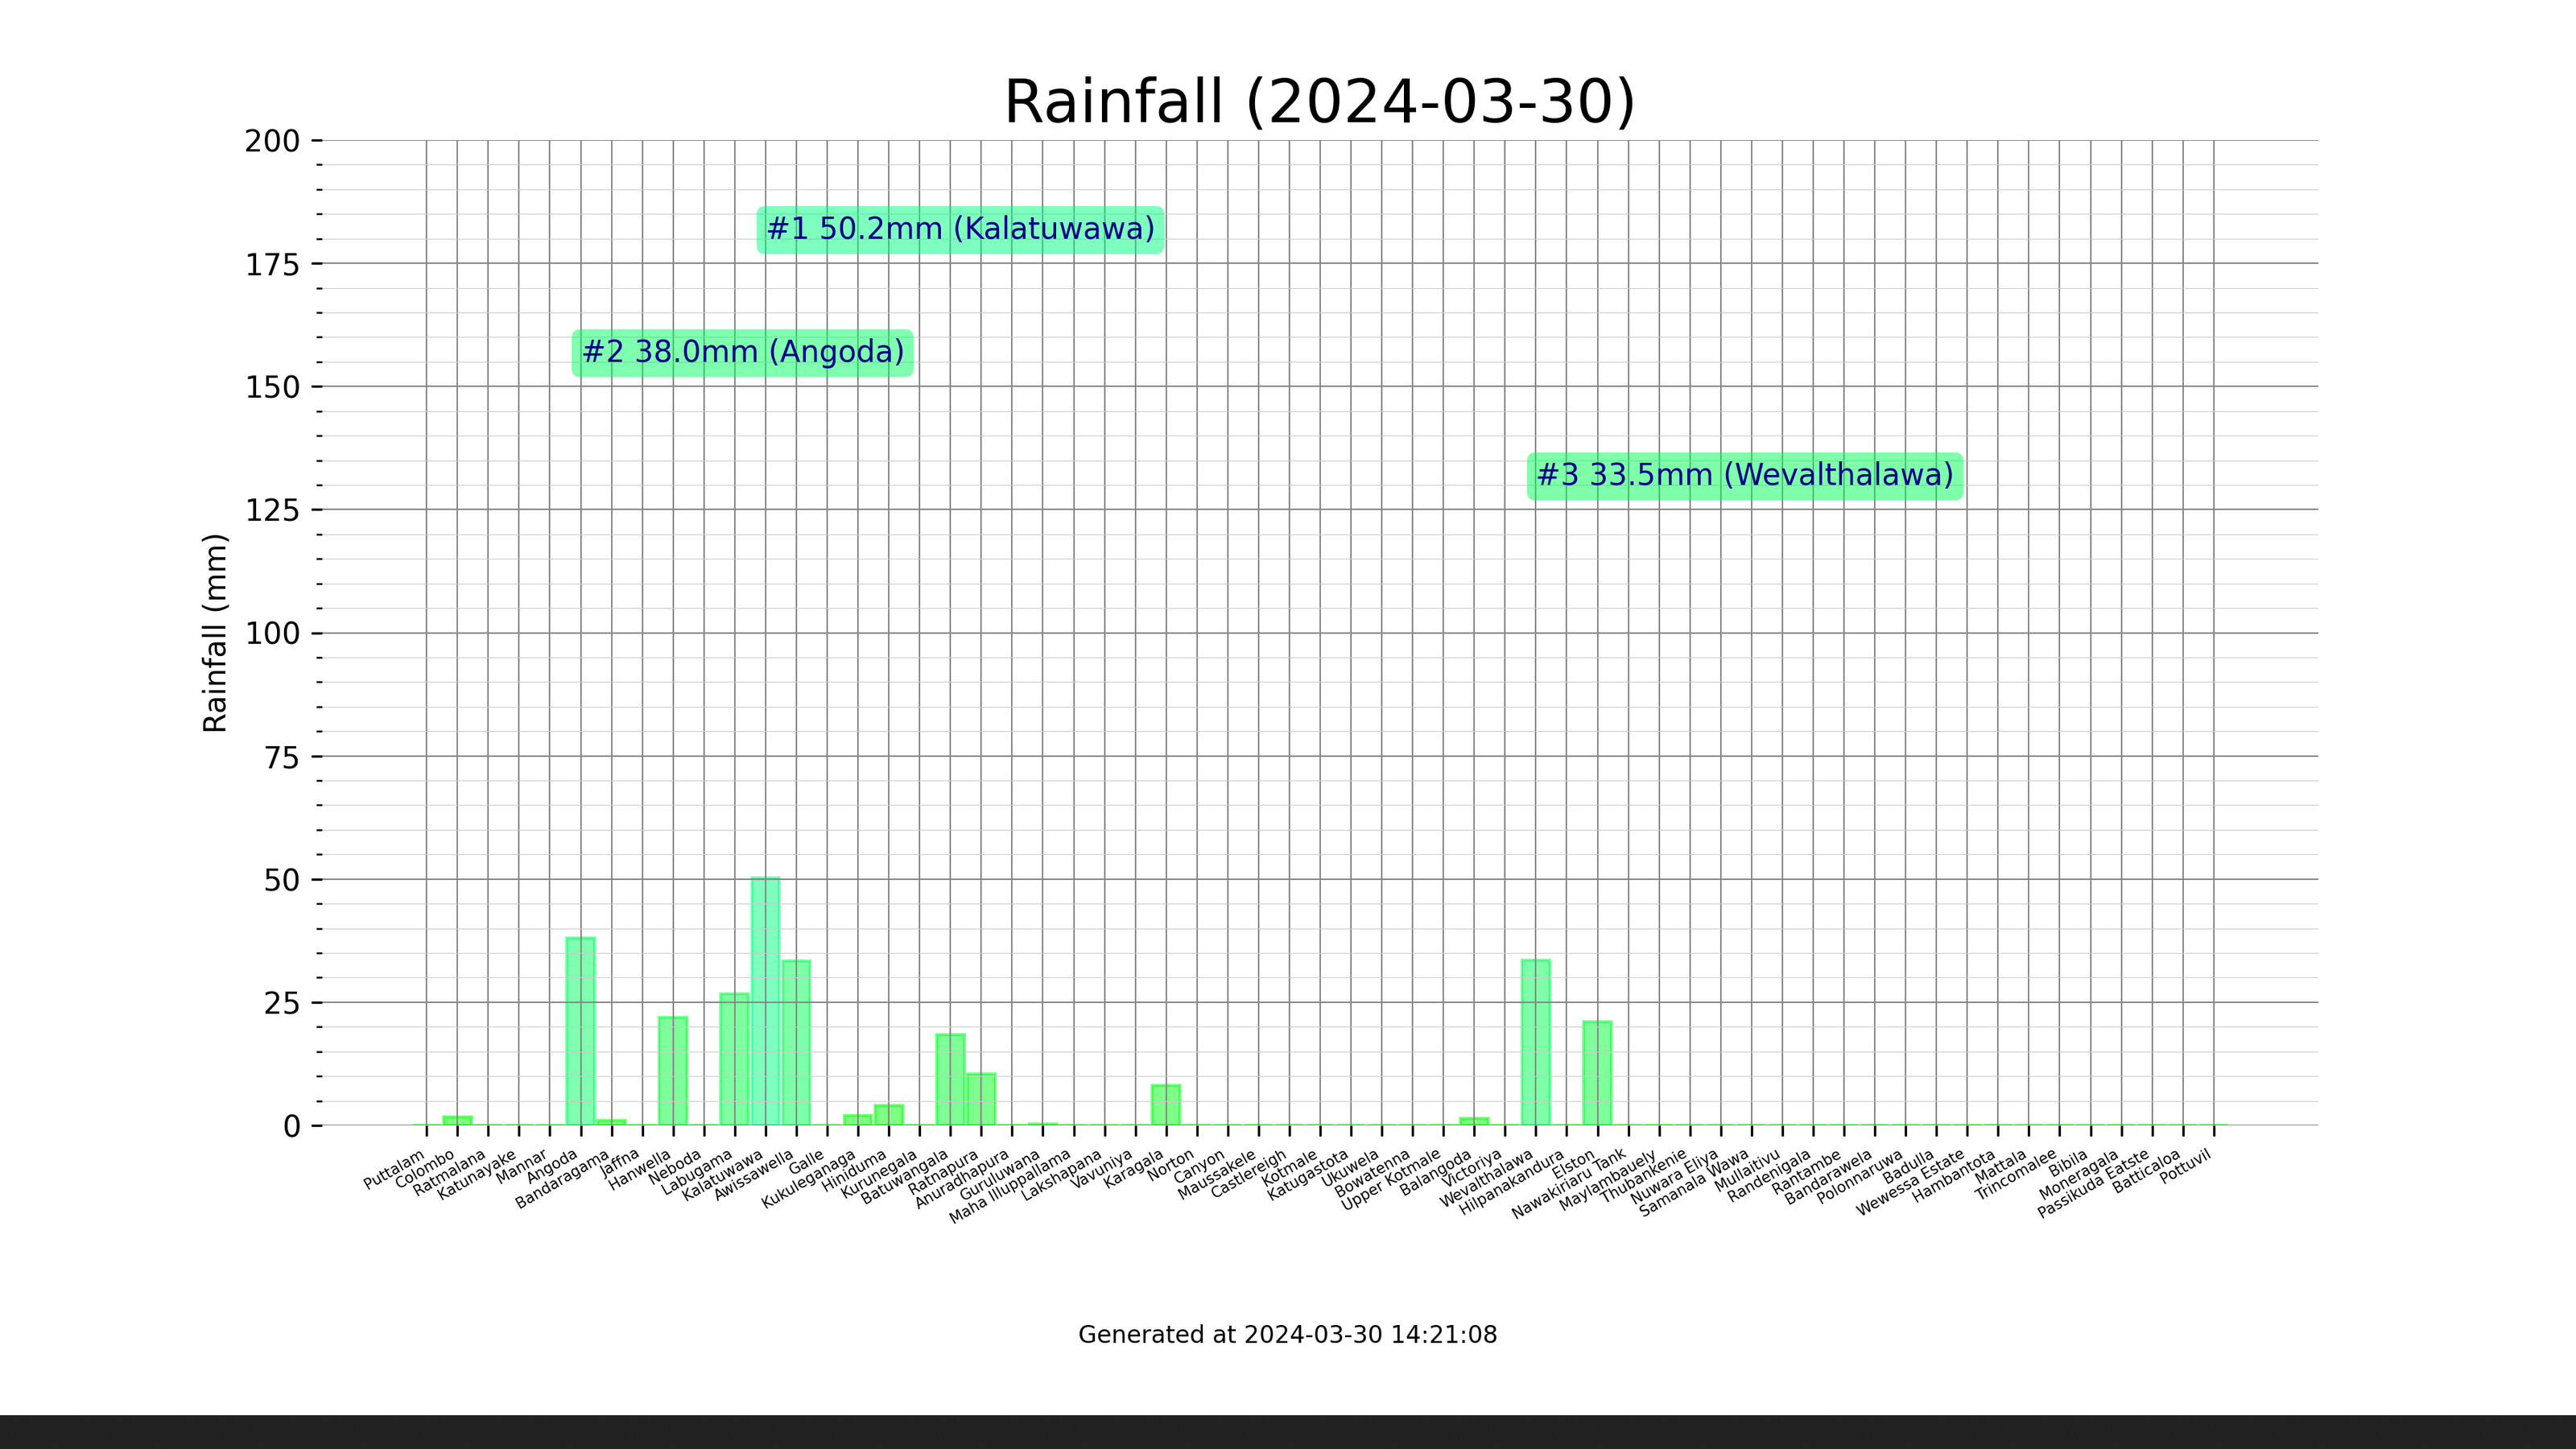 Rainfall (2024-03-30)
200
175
150
125
100
75
50
25
0
Rainfall (mm)
#1 50.2mm (Kalatuwawa)
#2 38.0mm (Angoda)
#3 33.5mm (Wevalthalawa)
Puttalam
Colombo
Ratmalana
Katunayake
Mannar
Angoda
Bandaragama
Jaffna
Hanwella
Neboda
Labugama
Kalatuwawa
Awissawella
Galle
Kukuleganaga
Hiniduma
Kurunegala
Batuwangala
Ratnapura
Anuradhapura
Guruluwana
Maha Illuppallama
Lakshapana
Vavuniya
Karagala
Norton
Canyon
Maussakele
Castlereigh
Kotmale
Katugastota
Ukuwela
Bowatenna
Upper Kotmale
Balangoda
Victoriya
Wevalthalawa
Hilpanakandura
Elston
Nawakiriaru Tank
Maylambauely
Thubankenie
Nuwara Eliya
Samanala Wawa
Mullaitivu
Randenigala
Rantambe
Bandarawela
Polonnaruwa
Badulla
Wewessa Estate
Hambantota
Mattala
Trincomalee
Bibila
Moneragala
Passikuda Eatste
Batticaloa
Pottuvil
Generated at 2024-03-30 14:21:08